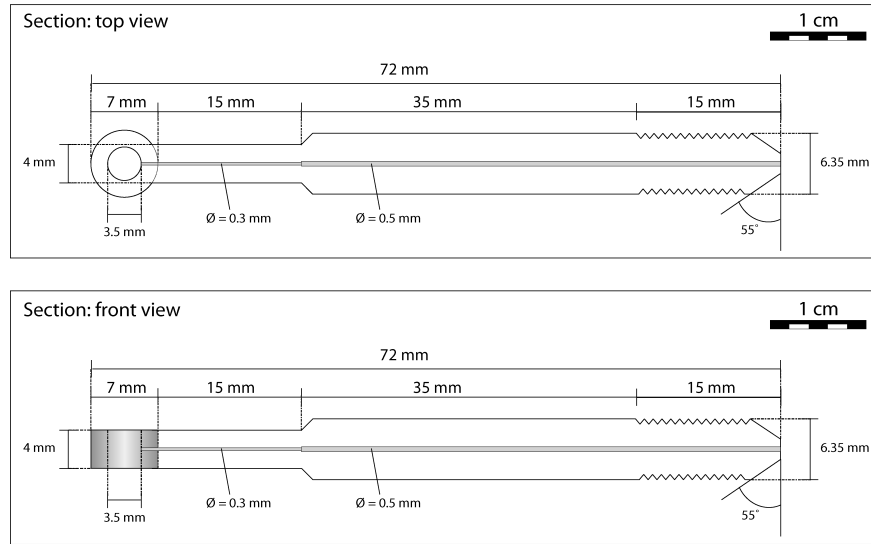 Section: top view
1 cm
72 mm
7 mm 15 mm 35 mm 15 mm
4 mm
6.35 mm
3.5 mm
Ø = 0.3 mm
Ø = 0.5 mm
55°
Section: front view
1 cm
72 mm
7 mm 15 mm 35 mm 15 mm
4 mm
6.35 mm
3.5 mm
Ø = 0.3 mm
Ø = 0.5 mm
55°